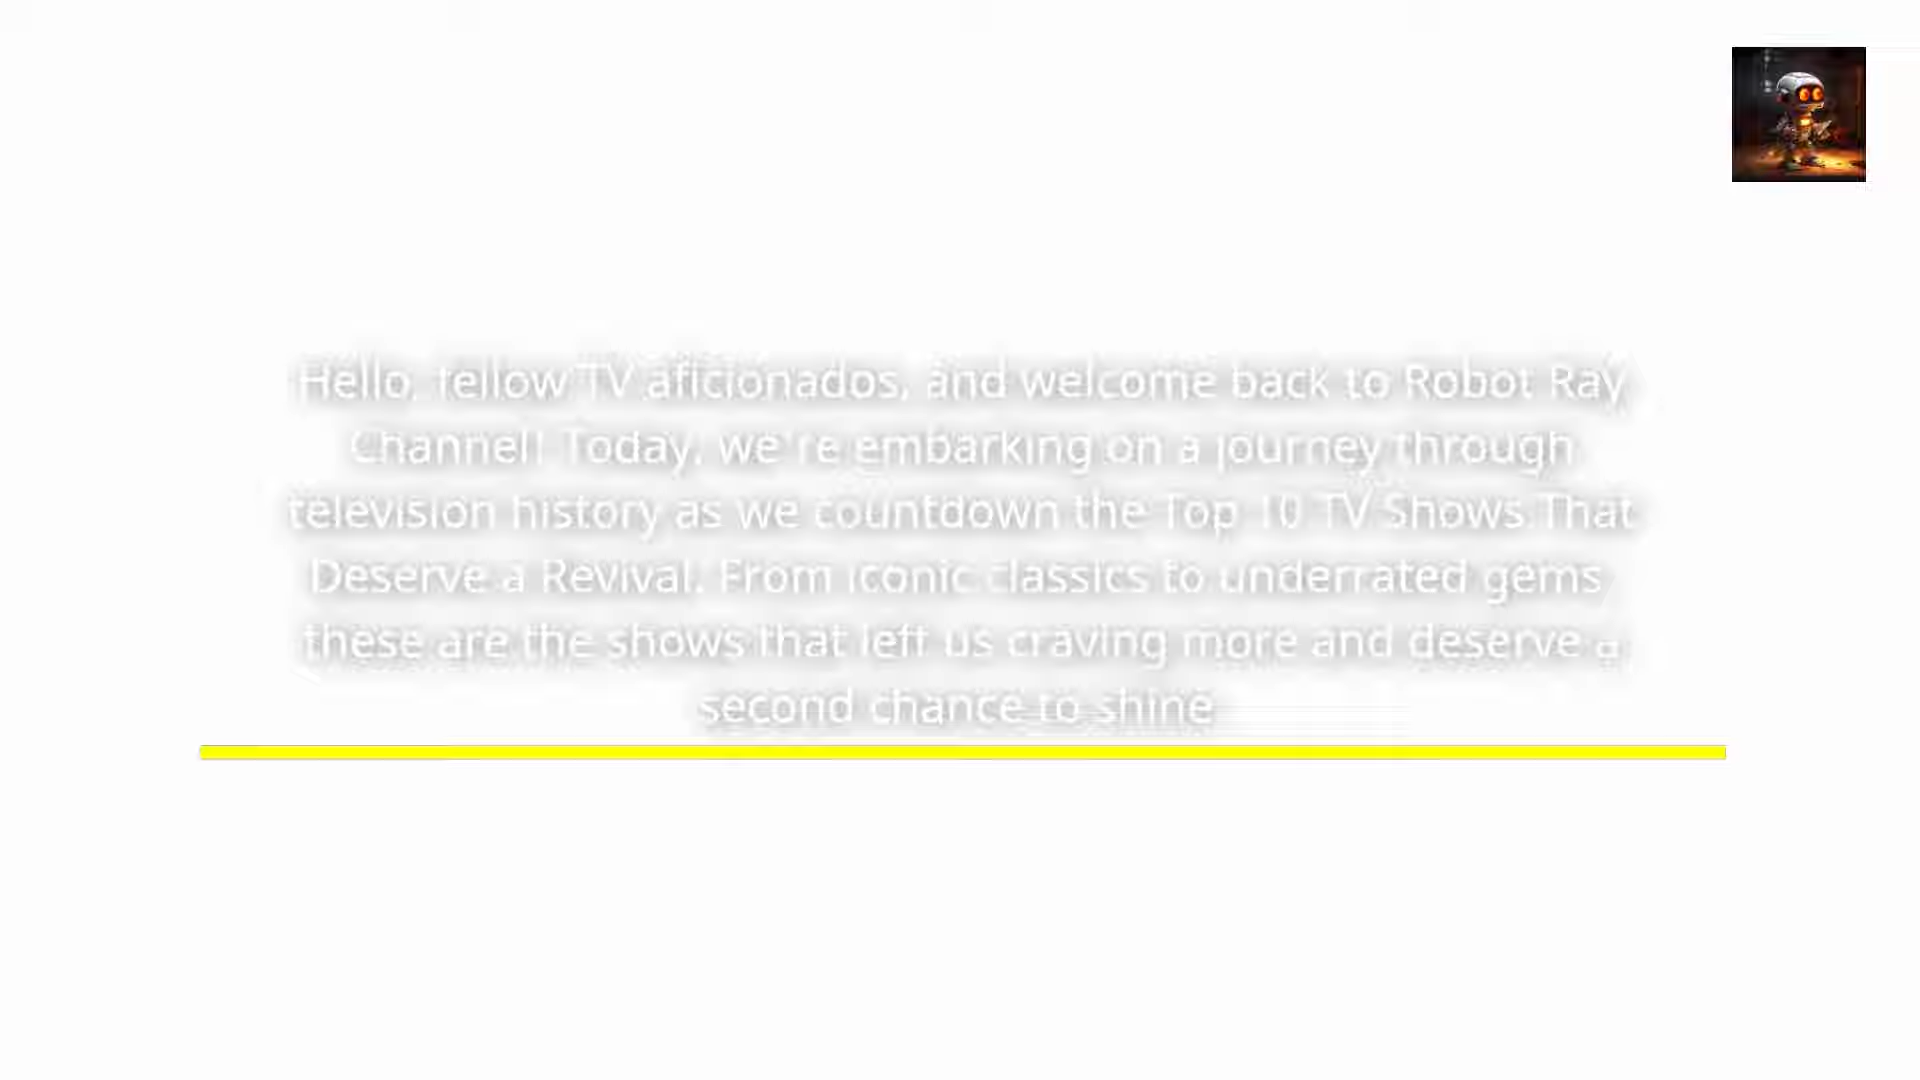 Hello, fellow TV aficionados, and welcome back to Robot Ray
Channel! Today, we're embarking on a journey through
television history as we countdown the Top 10 TV Shows That
Deserve a Revival. From iconic classics to underrated gems
these are the shows that left us craving more and deserve a
second chance to shine